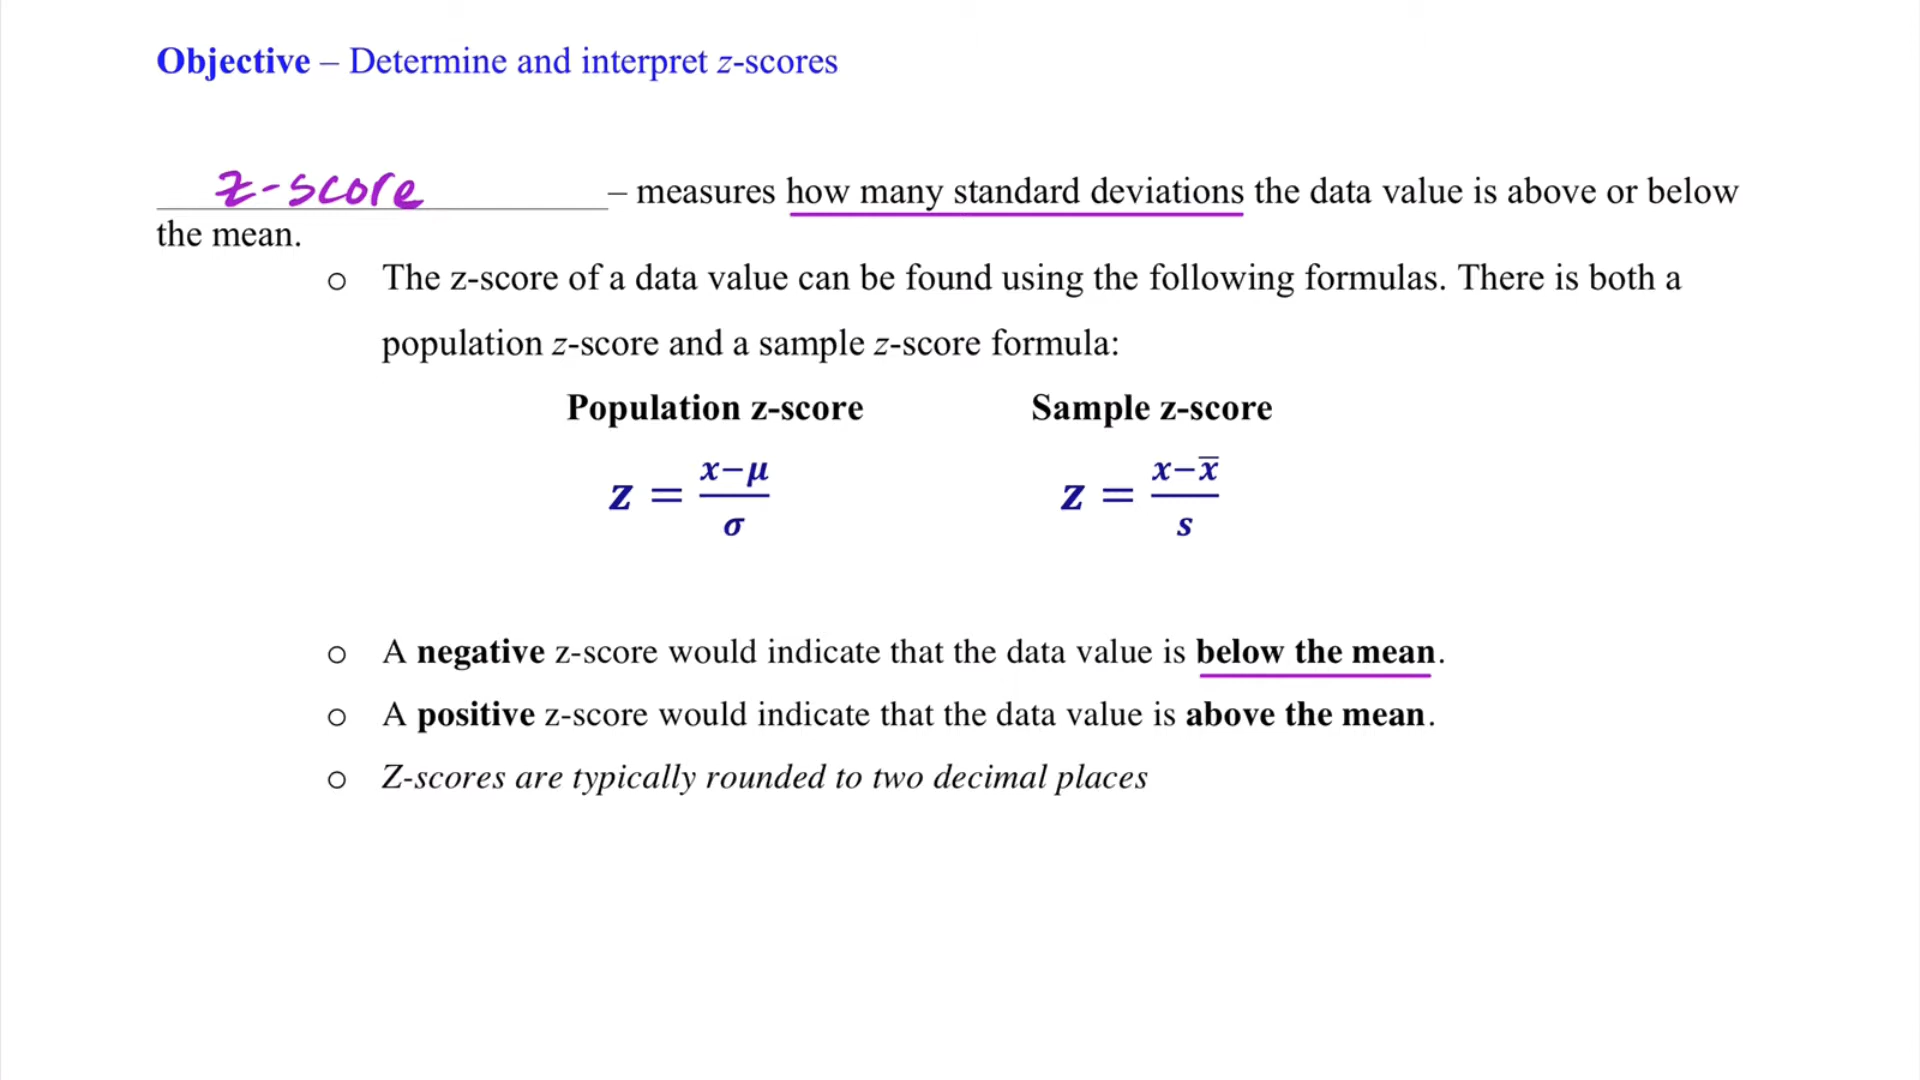 Objective – Determine and interpret z-scores
z-score – measures how many standard deviations the data value is above or below
the mean.
o The z-score of a data value can be found using the following formulas. There is both a
population z-score and a sample z-score formula:
Population z-score Sample z-score
z = (x−μ)/σ z = (x−x̄)/s
o A negative z-score would indicate that the data value is below the mean.
o A positive z-score would indicate that the data value is above the mean.
o Z-scores are typically rounded to two decimal places